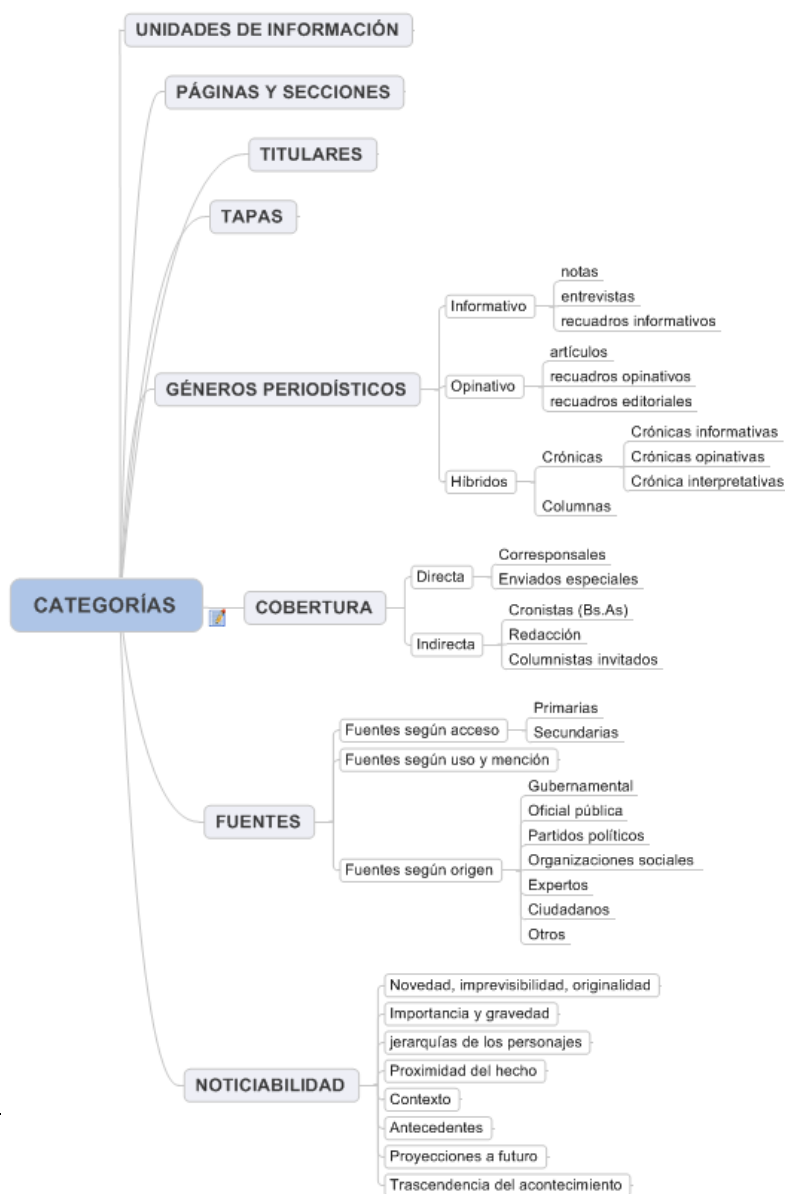 UNIDADES DE INFORMACIÓN
PÁGINAS Y SECCIONES
TITULARES
TAPAS
GÉNEROS PERIODÍSTICOS
Informativo
notas
entrevistas
recuadros informativos
Opinativo
artículos
recuadros opinativos
recuadros editoriales
Híbridos
Crónicas
Crónicas informativas
Crónicas opinativas
Crónica interpretativas
Columnas
CATEGORÍAS
COBERTURA
Directa
Corresponsales
Enviados especiales
Indirecta
Cronistas (Bs.As)
Redacción
Columnistas invitados
FUENTES
Fuentes según acceso
Primarias
Secundarias
Fuentes según uso y mención
Fuentes según origen
Gubernamental
Oficial pública
Partidos políticos
Organizaciones sociales
Expertos
Ciudadanos
Otros
NOTICIABILIDAD
Novedad, imprevisibilidad, originalidad
Importancia y gravedad
jerarquías de los personajes
Proximidad del hecho
Contexto
Antecedentes
Proyecciones a futuro
Trascendencia del acontecimiento